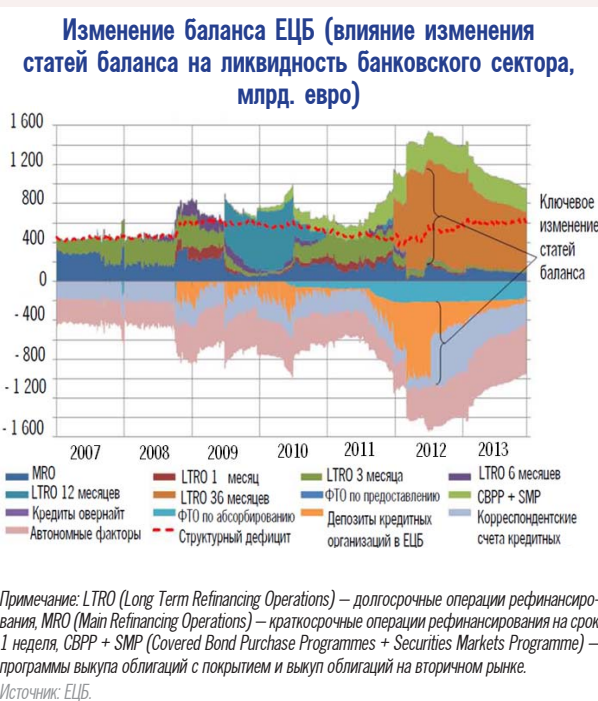 Изменение баланса ЕЦБ (влияние изменения
статей баланса на ликвидность банковского сектора,
млрд. евро)
1 600
1 200
800
400
0
- 400
- 800
- 1 200
- 1 600
Ключевое
изменение
статей
баланса
2007 2008 2009 2010 2011 2012 2013
MRO LTRO 1 месяц LTRO 3 месяца LTRO 6 месяцев
LTRO 12 месяцев LTRO 36 месяцев ФТО по предоставлению CBPP + SMP
Кредиты овернайт ФТО по абсорбированию Депозиты кредитных организаций в ЕЦБ Корреспондентские счета кредитных
Автономные факторы Структурный дефицит
Примечание: LTRO (Long Term Refinancing Operations) – долгосрочные операции рефинансиро-
вания, MRO (Main Refinancing Operations) – краткосрочные операции рефинансирования на срок
1 неделя, CBPP + SMP (Covered Bond Purchase Programmes + Securities Markets Programme) –
программы выкупа облигаций с покрытием и выкуп облигаций на вторичном рынке.
Источник: ЕЦБ.